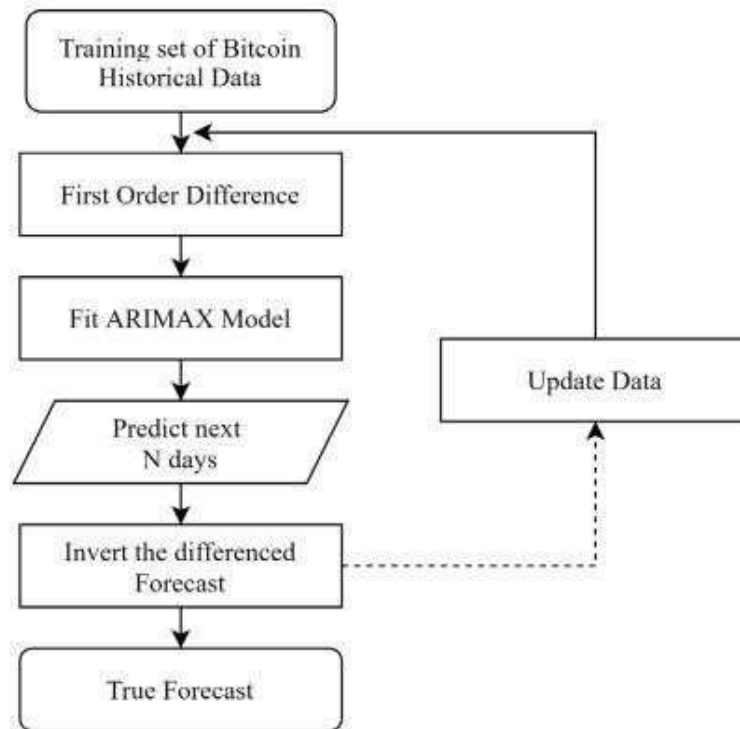 Training set of Bitcoin
Historical Data
First Order Difference
Fit ARIMAX Model
Update Data
Predict next
N days
Invert the differenced
Forecast
True Forecast